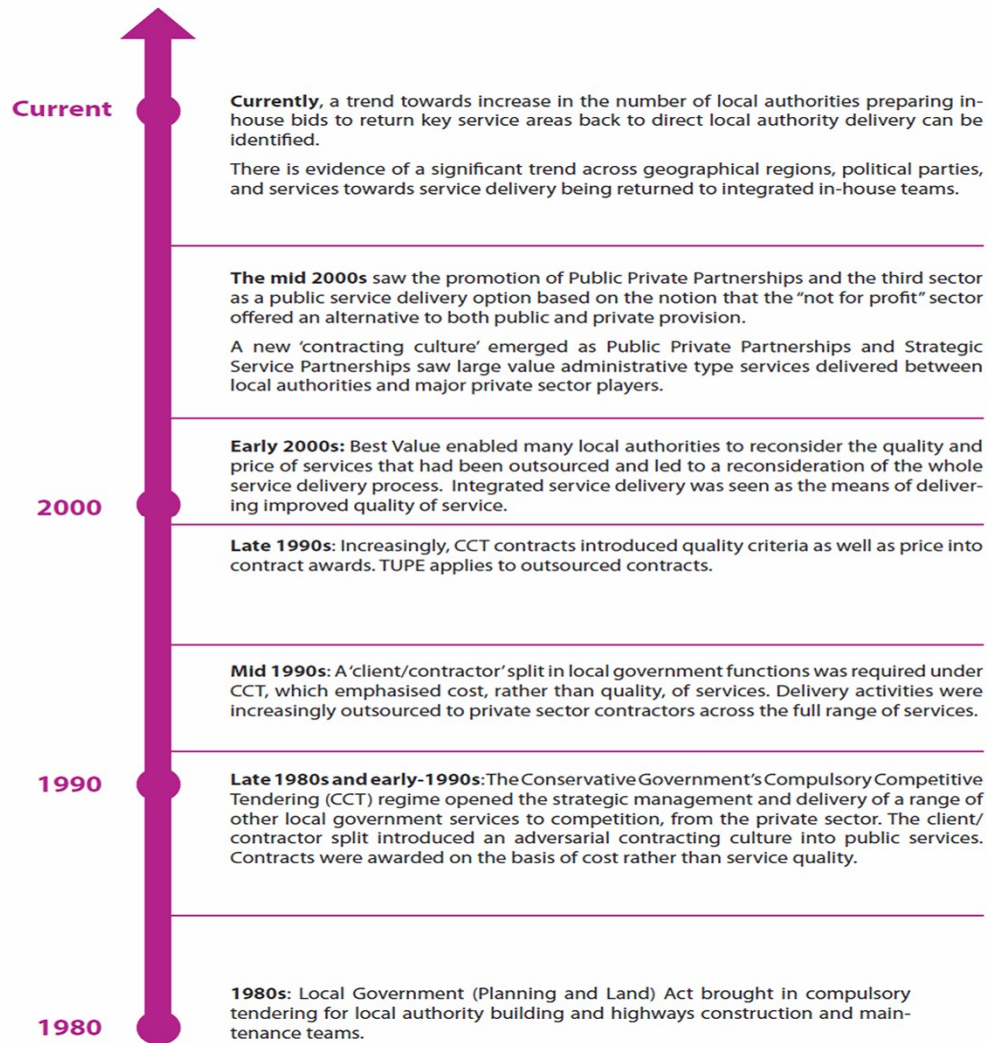 Current
Currently, a trend towards increase in the number of local authorities preparing in-
house bids to return key service areas back to direct local authority delivery can be
identified.
There is evidence of a significant trend across geographical regions, political parties,
and services towards service delivery being returned to integrated in-house teams.
The mid 2000s saw the promotion of Public Private Partnerships and the third sector
as a public service delivery option based on the notion that the “not for profit” sector
offered an alternative to both public and private provision.
A new ‘contracting culture’ emerged as Public Private Partnerships and Strategic
Service Partnerships saw large value administrative type services delivered between
local authorities and major private sector players.
Early 2000s: Best Value enabled many local authorities to reconsider the quality and
price of services that had been outsourced and led to a reconsideration of the whole
service delivery process. Integrated service delivery was seen as the means of deliver-
ing improved quality of service.
2000
Late 1990s: Increasingly, CCT contracts introduced quality criteria as well as price into
contract awards. TUPE applies to outsourced contracts.
Mid 1990s: A ‘client/contractor’ split in local government functions was required under
CCT, which emphasised cost, rather than quality, of services. Delivery activities were
increasingly outsourced to private sector contractors across the full range of services.
1990
Late 1980s and early-1990s: The Conservative Government’s Compulsory Competitive
Tendering (CCT) regime opened the strategic management and delivery of a range of
other local government services to competition, from the private sector. The client/
contractor split introduced an adversarial contracting culture into public services.
Contracts were awarded on the basis of cost rather than service quality.
1980s: Local Government (Planning and Land) Act brought in compulsory
tendering for local authority building and highways construction and main-
tenance teams.
1980